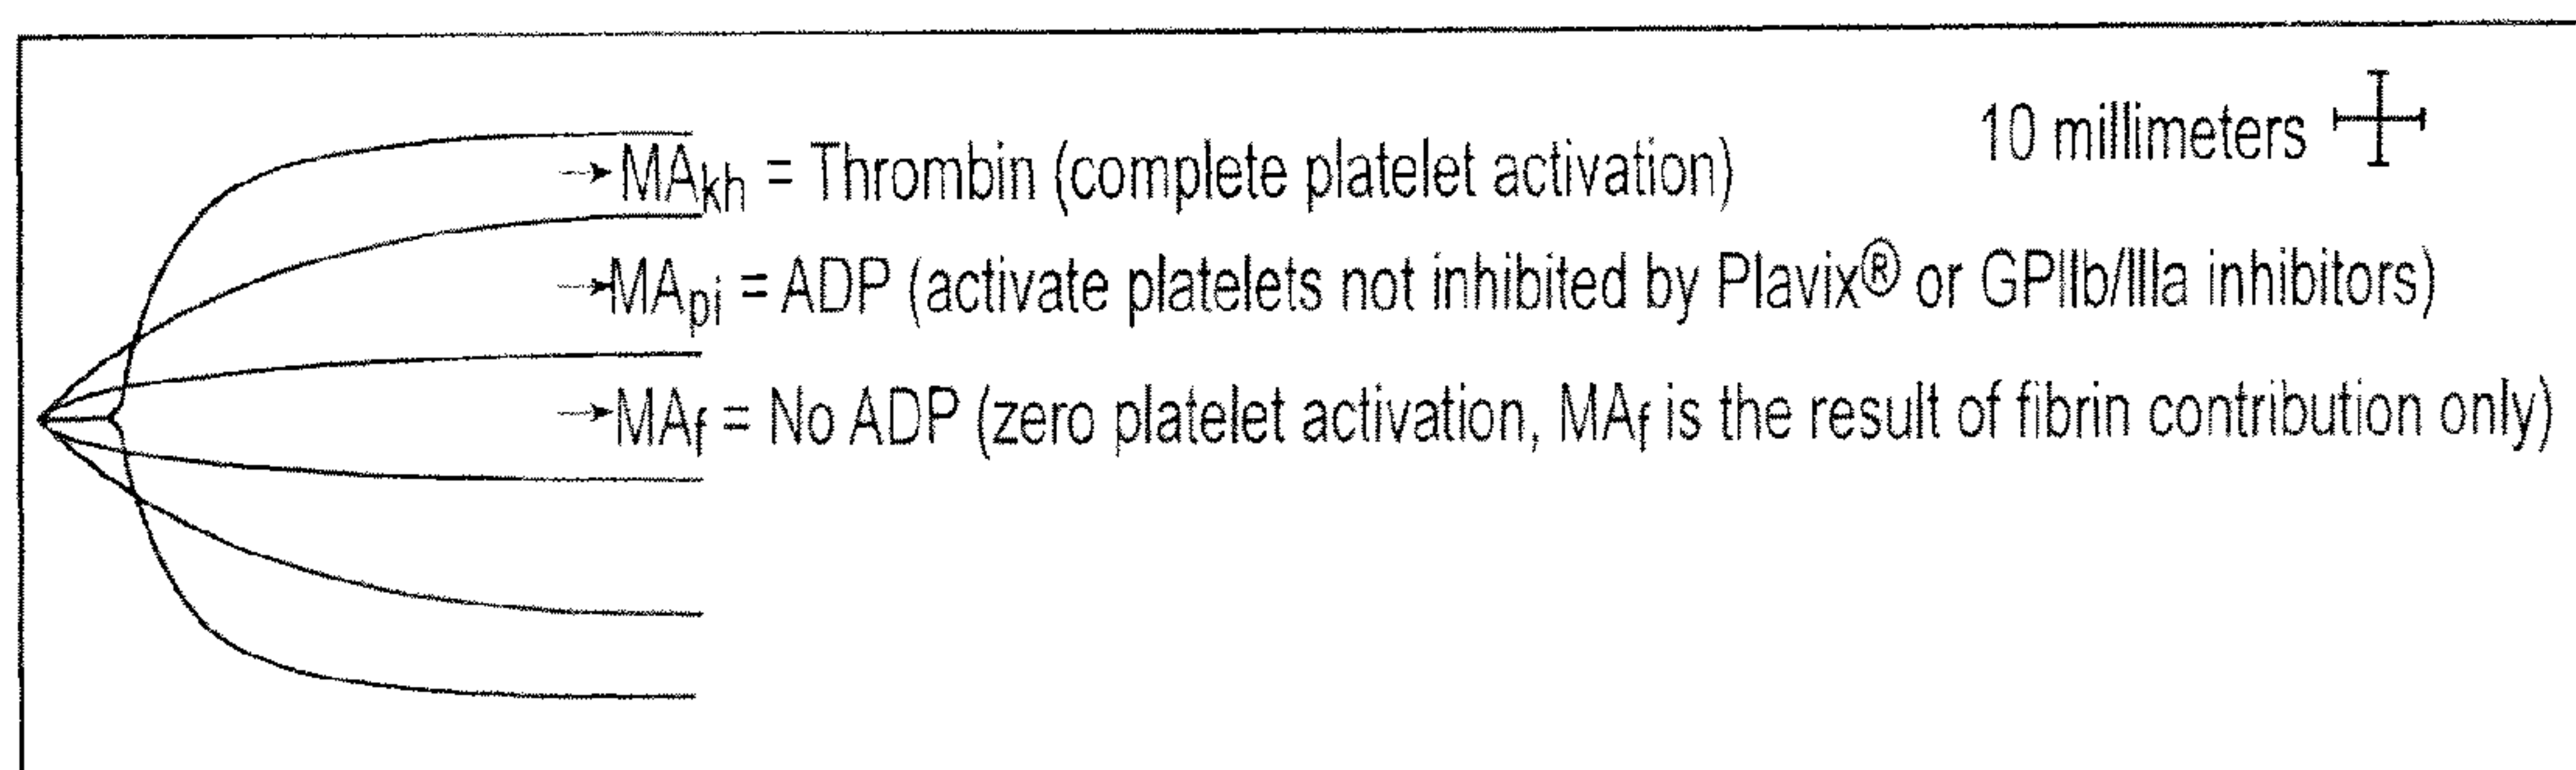 10 millimeters
MAkh = Thrombin (complete platelet activation)
MApi = ADP (activate platelets not inhibited by Plavix® or GPIIb/IIIa inhibitors)
MAf = No ADP (zero platelet activation, MAf is the result of fibrin contribution only)